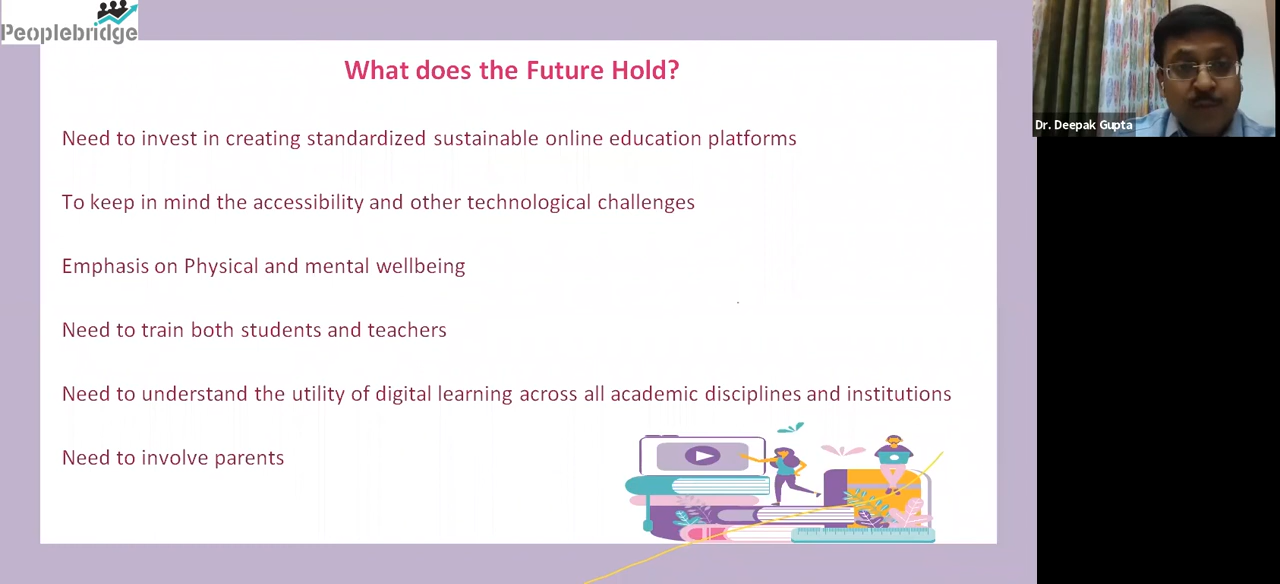 Peoplebridge
What does the Future Hold?
Need to invest in creating standardized sustainable online education platforms
To keep in mind the accessibility and other technological challenges
Emphasis on Physical and mental wellbeing
Need to train both students and teachers
Need to understand the utility of digital learning across all academic disciplines and institutions
Need to involve parents
Dr. Deepak Gupta